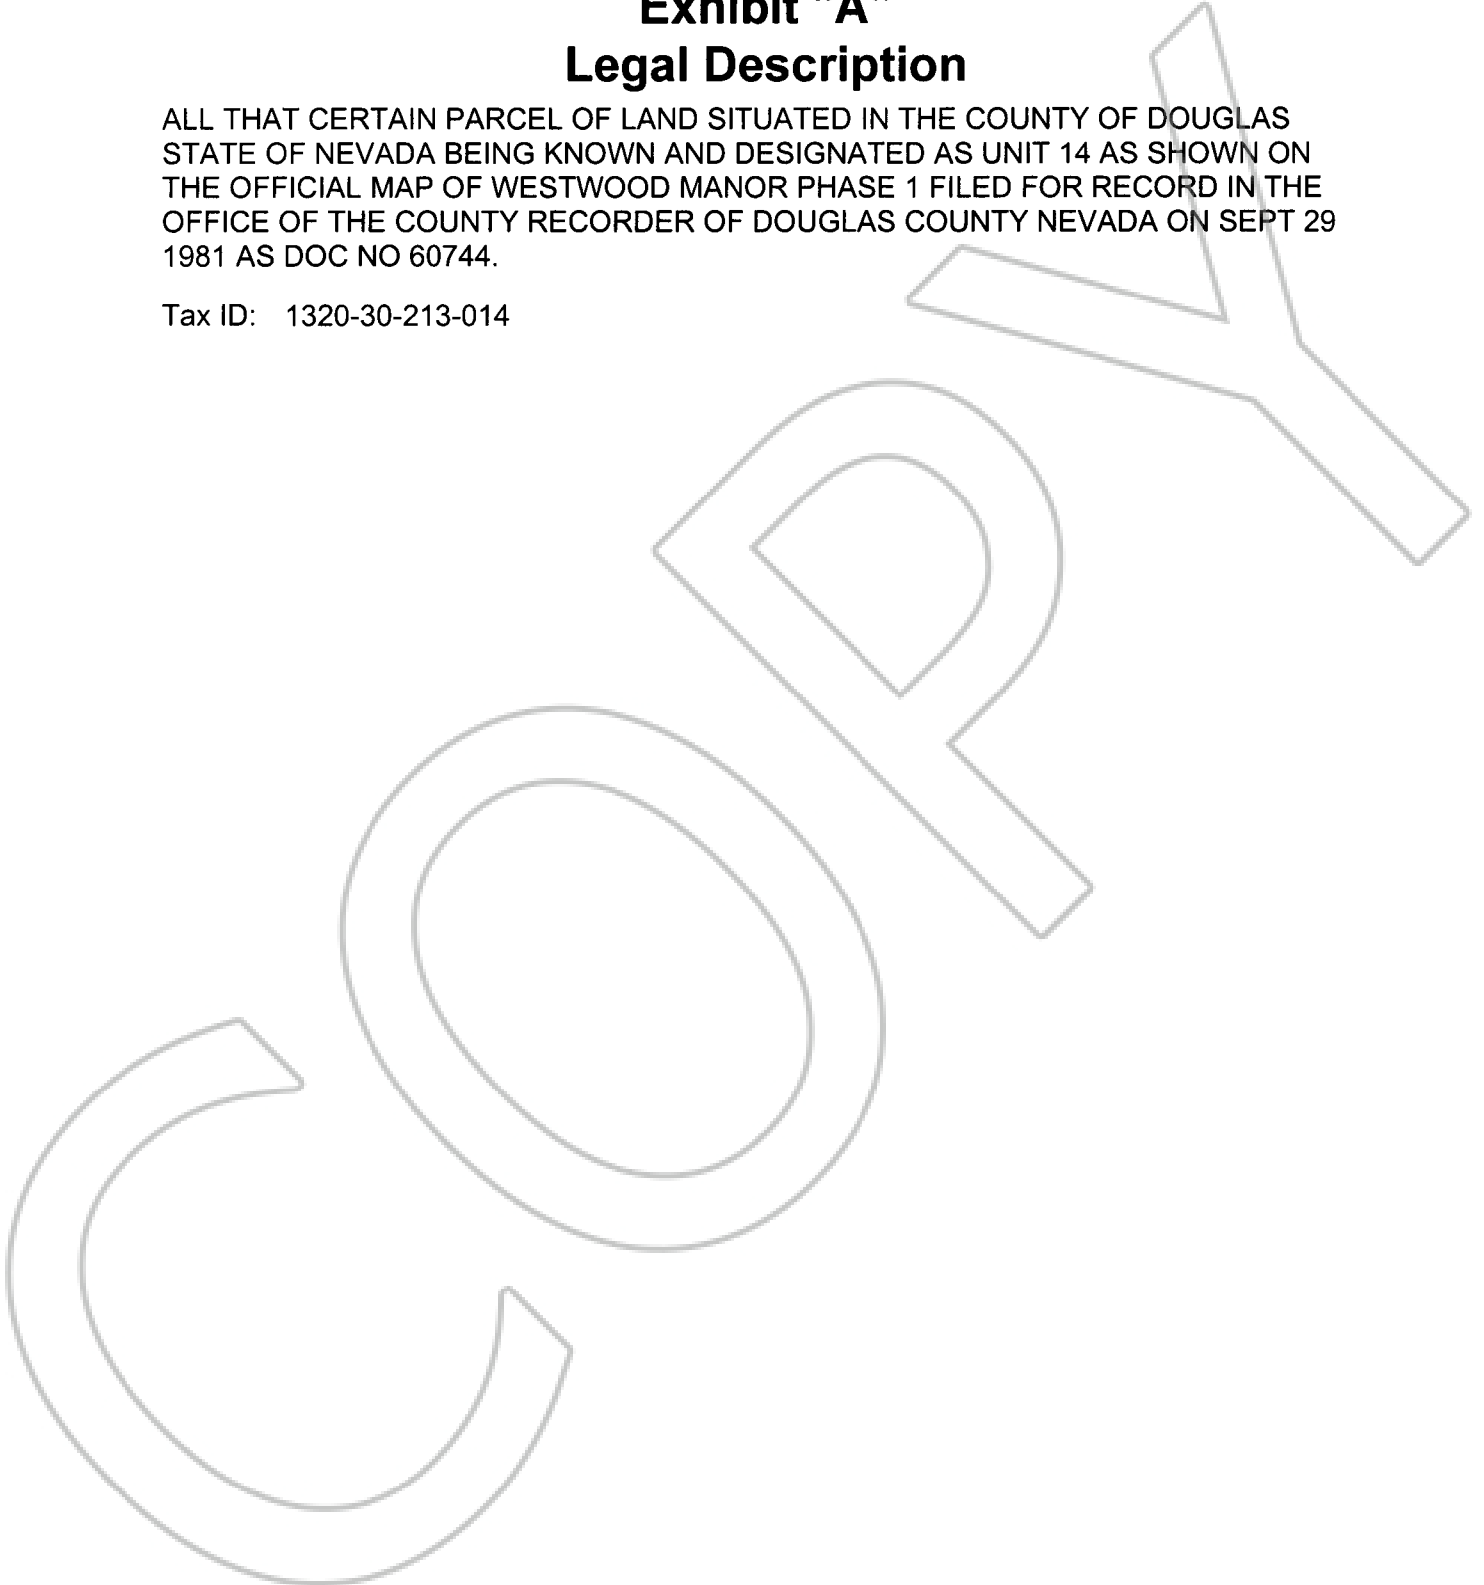 Exhibit "A"
Legal Description
ALL THAT CERTAIN PARCEL OF LAND SITUATED IN THE COUNTY OF DOUGLAS
STATE OF NEVADA BEING KNOWN AND DESIGNATED AS UNIT 14 AS SHOWN ON
THE OFFICIAL MAP OF WESTWOOD MANOR PHASE 1 FILED FOR RECORD IN THE
OFFICE OF THE COUNTY RECORDER OF DOUGLAS COUNTY NEVADA ON SEPT 29
1981 AS DOC NO 60744.
Tax ID: 1320-30-213-014
COPY